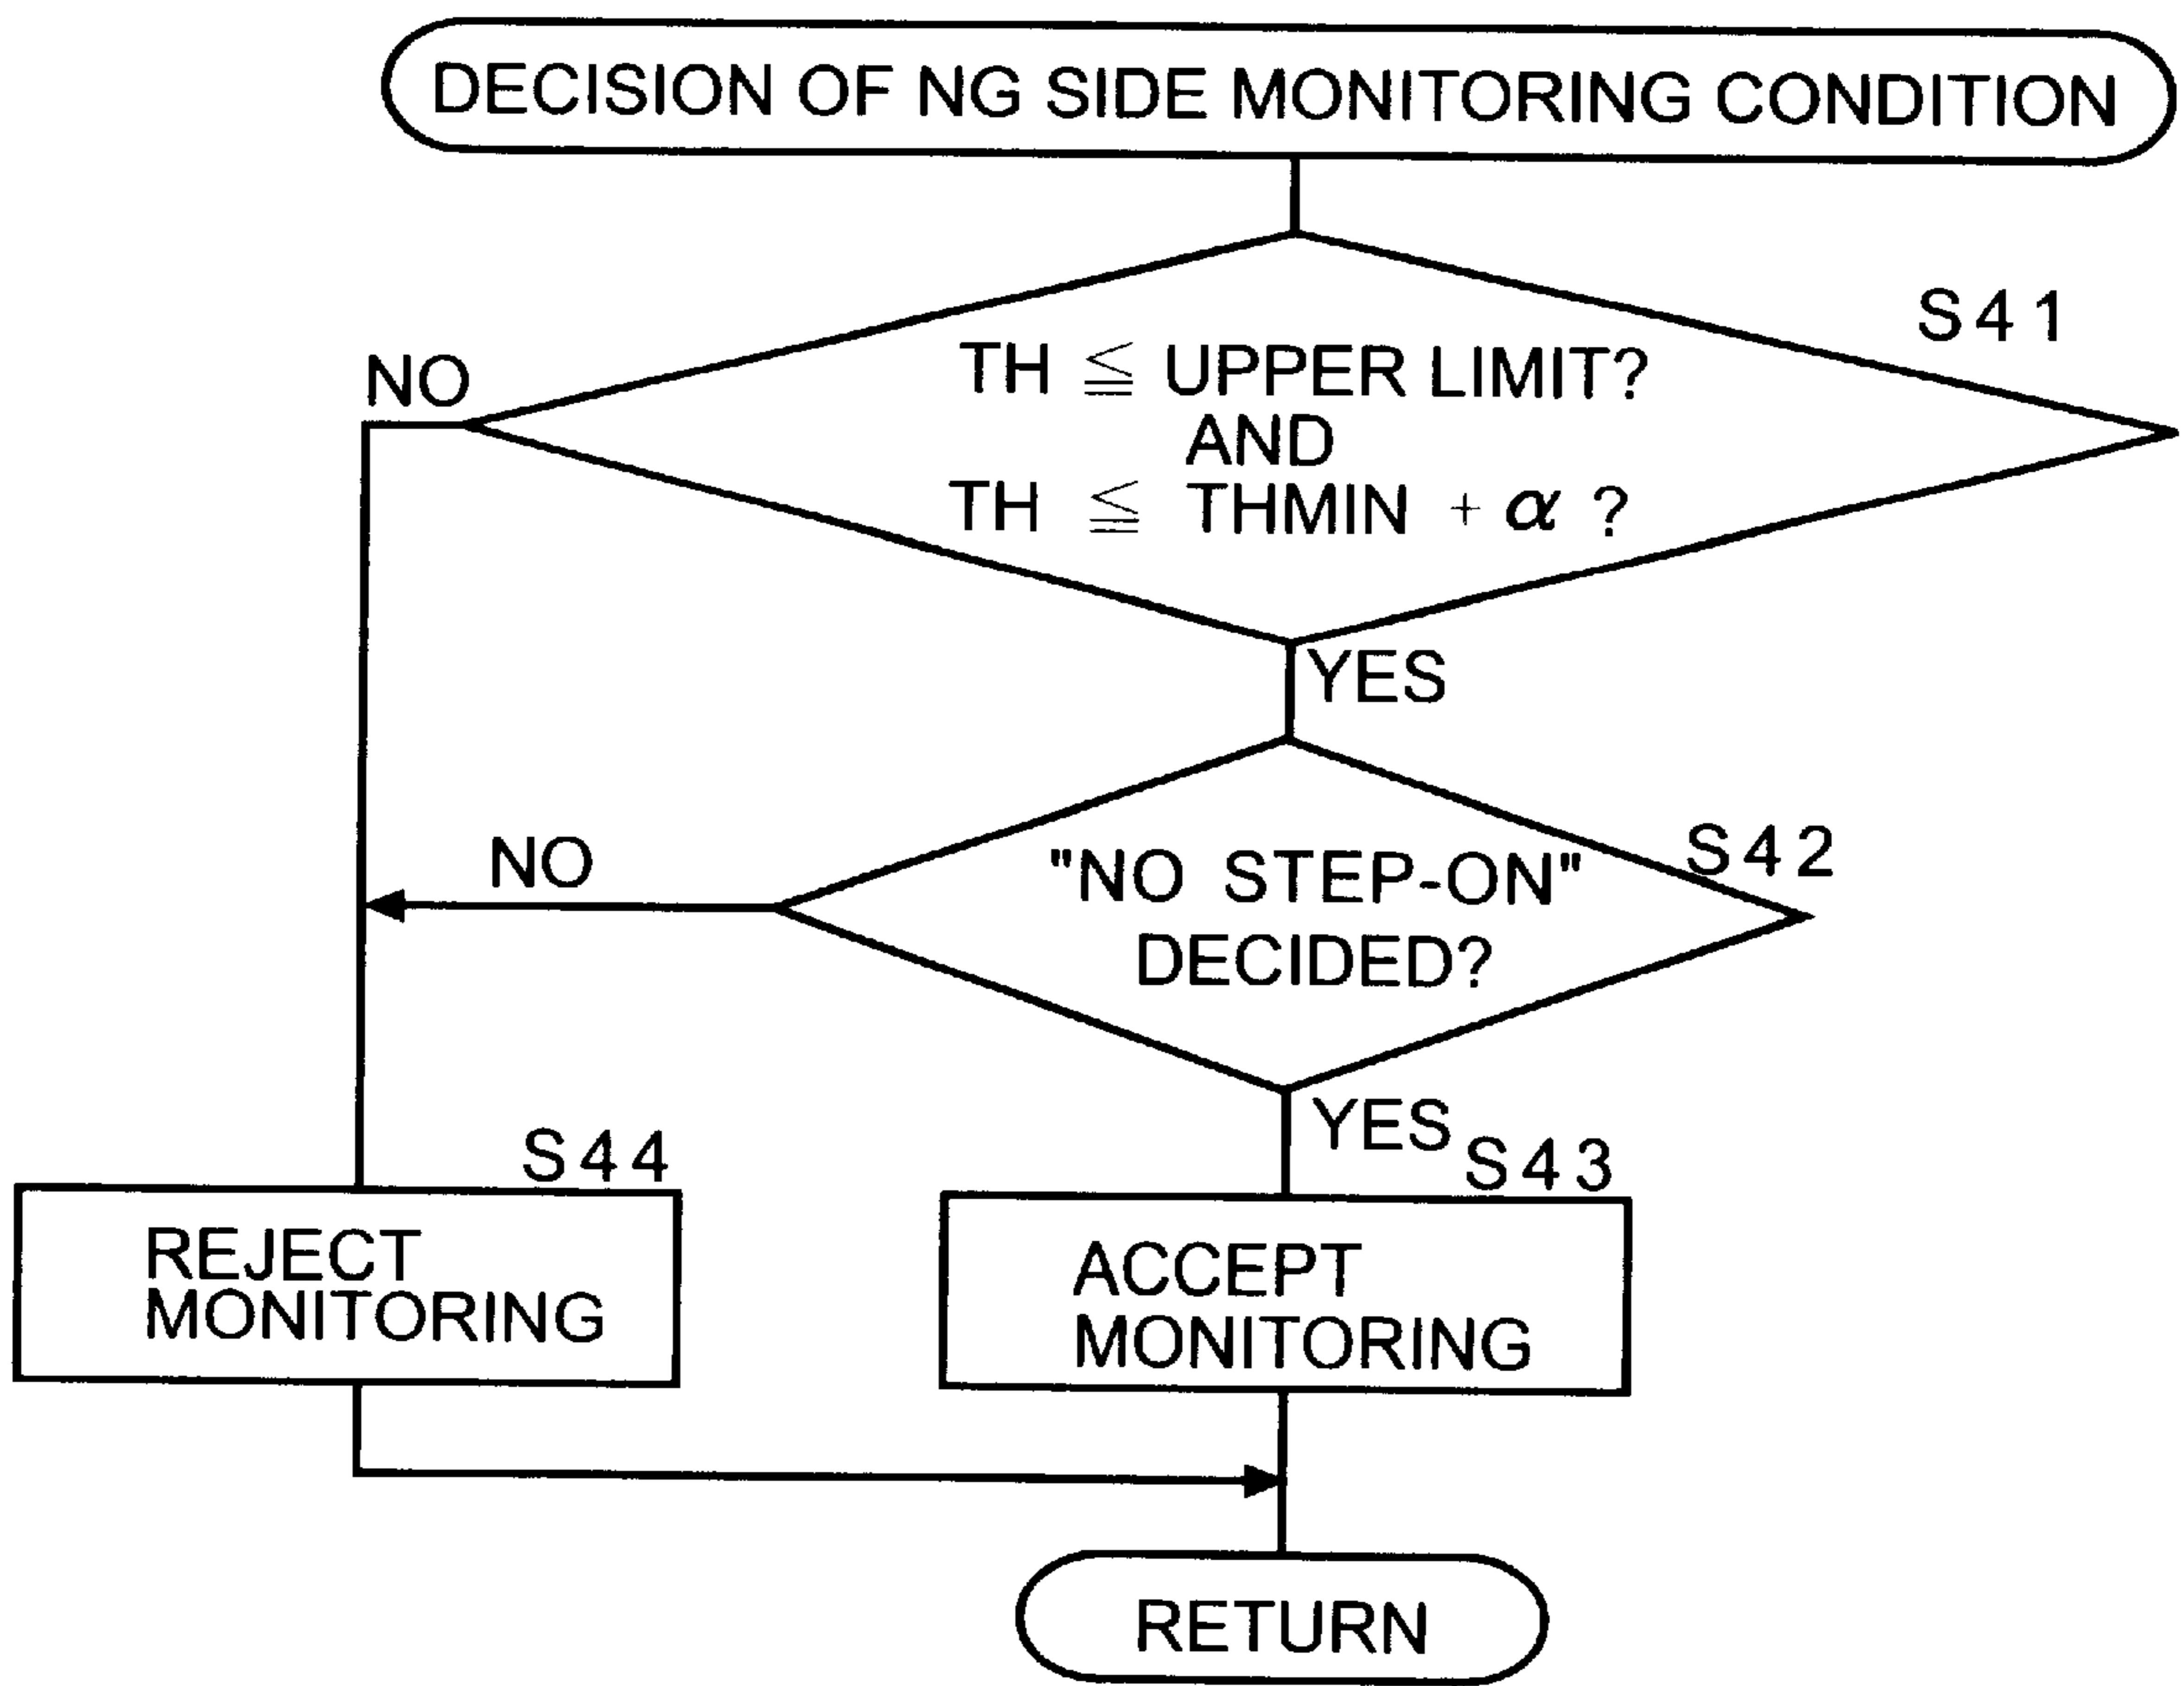 DECISION OF NG SIDE MONITORING CONDITION
S41
NO
TH ≦ UPPER LIMIT?
AND
TH ≦ THMIN + α ?
YES
S42
NO
"NO STEP-ON"
DECIDED?
YES
S44
S43
REJECT
MONITORING
ACCEPT
MONITORING
RETURN